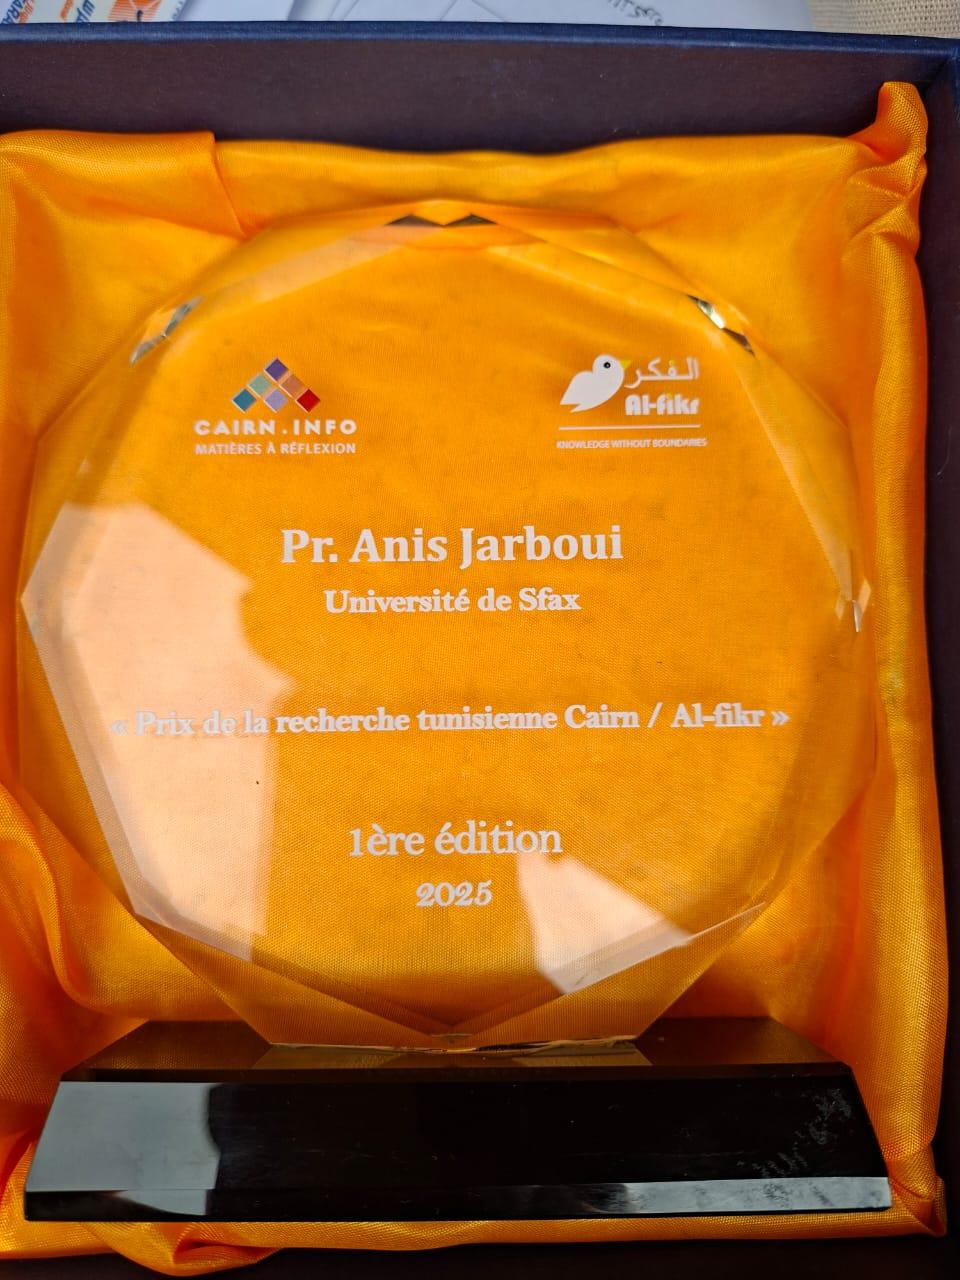 CAIRN.INFO
MATIÈRES À RÉFLEXION
الفكر
Al-fikr
KNOWLEDGE WITHOUT BOUNDARIES
Pr. Anis Jarboui
Université de Sfax
« Prix de la recherche tunisienne Cairn / Al-fikr »
1ère édition
2025